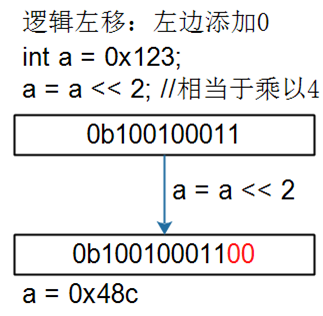 逻辑左移：左边添加0
int a = 0x123;
a = a << 2; //相当于乘以4
0b100100011
a = a << 2
0b10010001100
a = 0x48c